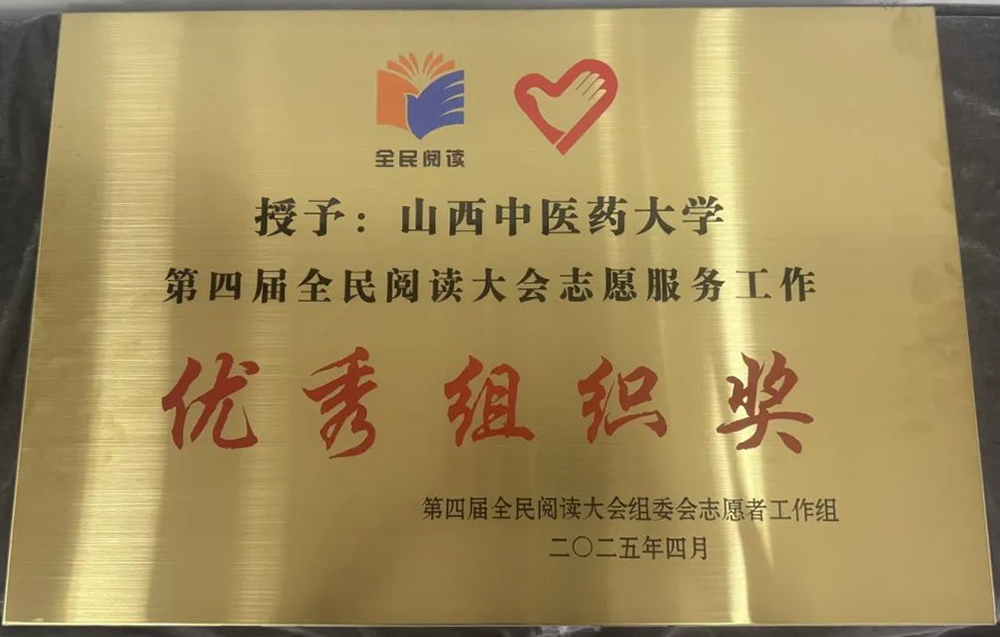 全民阅读
授予：山西中医药大学
第四届全民阅读大会志愿服务工作
优秀组织奖
第四届全民阅读大会组委会志愿者工作组
二〇二五年四月